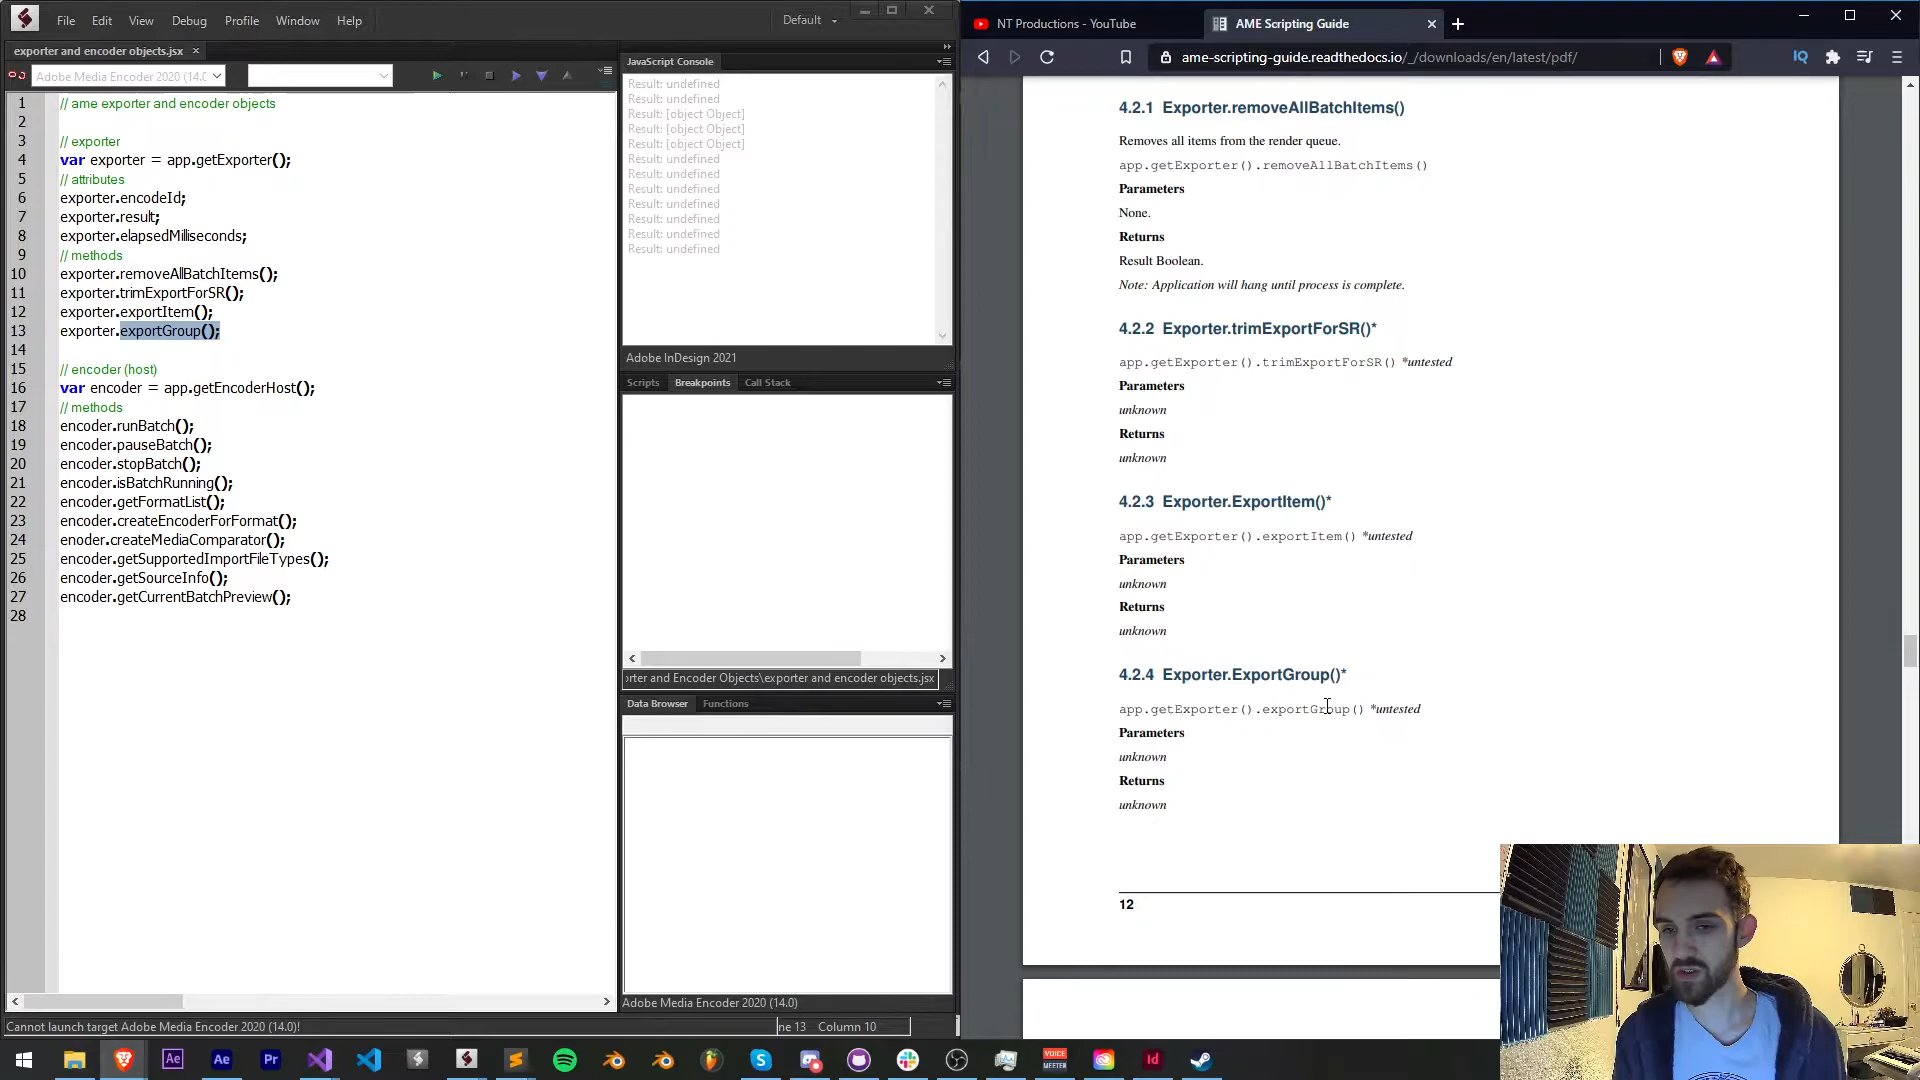 File Edit View Debug Profile Window Help
Default
exporter and encoder objects.jsx
Adobe Media Encoder 2020 (14.0
1 // ame exporter and encoder objects
2
3 // exporter
4 var exporter = app.getExporter();
5 // attributes
6 exporter.encodeId;
7 exporter.result;
8 exporter.elapsedMilliseconds;
9 // methods
10 exporter.removeAllBatchItems();
11 exporter.trimExportForSR();
12 exporter.exportItem();
13 exporter.exportGroup();
14
15 // encoder (host)
16 var encoder = app.getEncoderHost();
17 // methods
18 encoder.runBatch();
19 encoder.pauseBatch();
20 encoder.stopBatch();
21 encoder.isBatchRunning();
22 encoder.getFormatList();
23 encoder.createEncoderForFormat();
24 enoder.createMediaComparator();
25 encoder.getSupportedImportFileTypes();
26 encoder.getSourceInfo();
27 encoder.getCurrentBatchPreview();
28
Cannot launch target Adobe Media Encoder 2020 (14.0)!
ne 13 Column 10
JavaScript Console
Result: undefined
Result: undefined
Result: [object Object]
Result: [object Object]
Result: [object Object]
Result: undefined
Result: undefined
Result: undefined
Result: undefined
Result: undefined
Result: undefined
Result: undefined
Adobe InDesign 2021
Scripts Breakpoints Call Stack
rter and Encoder Objects\exporter and encoder objects.jsx
Data Browser Functions
Adobe Media Encoder 2020 (14.0)
NT Productions - YouTube
AME Scripting Guide
ame-scripting-guide.readthedocs.io/_/downloads/en/latest/pdf/
IQ
4.2.1 Exporter.removeAllBatchItems()
Removes all items from the render queue.
app.getExporter().removeAllBatchItems()
Parameters
None.
Returns
Result Boolean.
Note: Application will hang until process is complete.
4.2.2 Exporter.trimExportForSR()*
app.getExporter().trimExportForSR() *untested
Parameters
unknown
Returns
unknown
4.2.3 Exporter.ExportItem()*
app.getExporter().exportItem() *untested
Parameters
unknown
Returns
unknown
4.2.4 Exporter.ExportGroup()*
app.getExporter().exportGroup() *untested
Parameters
unknown
Returns
unknown
12
Ae Ae Pr
VOICE
MEETER
Id